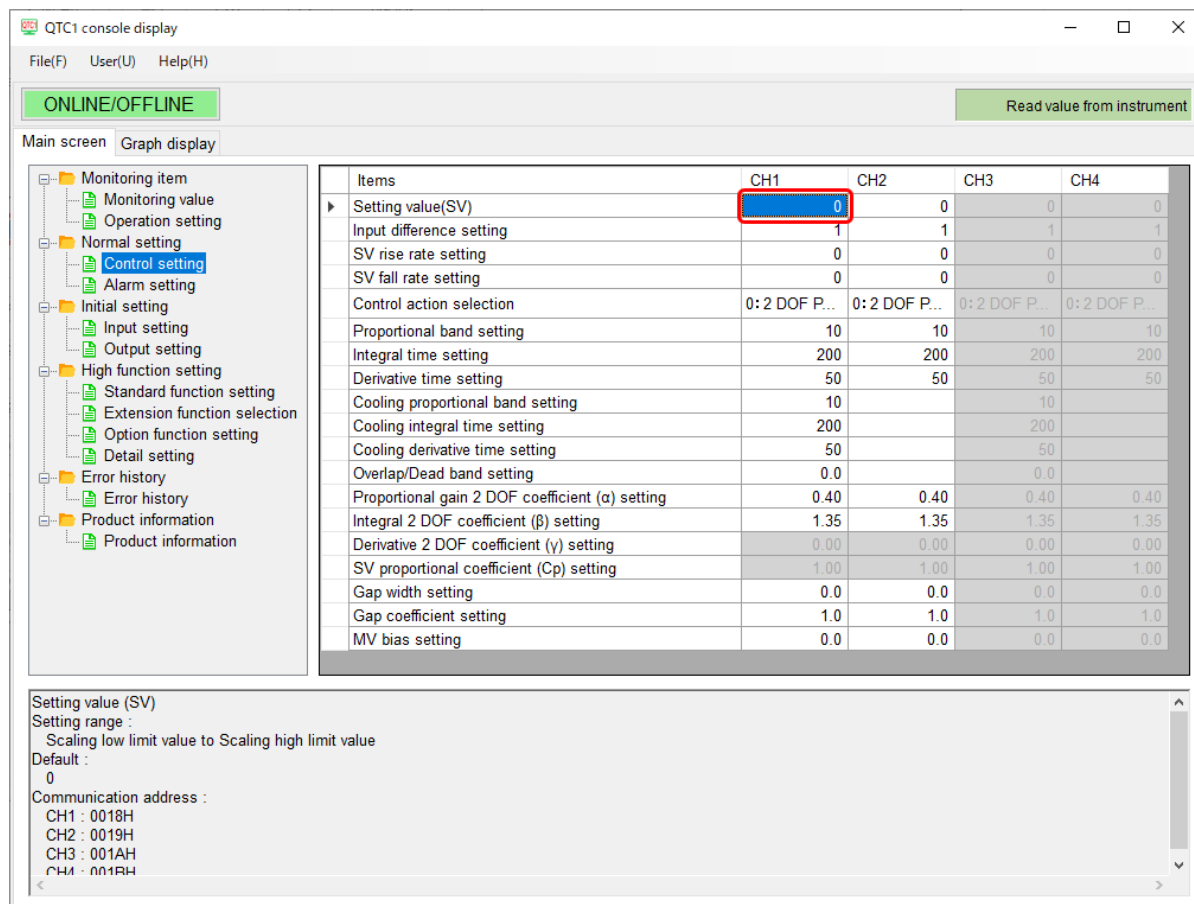 QTC1 console display
File(F) User(U) Help(H)
ONLINE/OFFLINE
Read value from instrument
Main screen Graph display
Monitoring item
Monitoring value
Operation setting
Normal setting
Control setting
Alarm setting
Initial setting
Input setting
Output setting
High function setting
Standard function setting
Extension function selection
Option function setting
Detail setting
Error history
Error history
Product information
Product information
Items CH1 CH2 CH3 CH4
Setting value(SV) 0 0 0 0
Input difference setting 1 1 1 1
SV rise rate setting 0 0 0 0
SV fall rate setting 0 0 0 0
Control action selection 0: 2 DOF P... 0: 2 DOF P... 0: 2 DOF P... 0: 2 DOF P...
Proportional band setting 10 10 10 10
Integral time setting 200 200 200 200
Derivative time setting 50 50 50 50
Cooling proportional band setting 10 10
Cooling integral time setting 200 200
Cooling derivative time setting 50 50
Overlap/Dead band setting 0.0 0.0
Proportional gain 2 DOF coefficient (α) setting 0.40 0.40 0.40 0.40
Integral 2 DOF coefficient (β) setting 1.35 1.35 1.35 1.35
Derivative 2 DOF coefficient (γ) setting 0.00 0.00 0.00 0.00
SV proportional coefficient (Cp) setting 1.00 1.00 1.00 1.00
Gap width setting 0.0 0.0 0.0 0.0
Gap coefficient setting 1.0 1.0 1.0 1.0
MV bias setting 0.0 0.0 0.0 0.0
Setting value (SV)
Setting range :
Scaling low limit value to Scaling high limit value
Default :
0
Communication address :
CH1 : 0018H
CH2 : 0019H
CH3 : 001AH
CH4 : 001BH